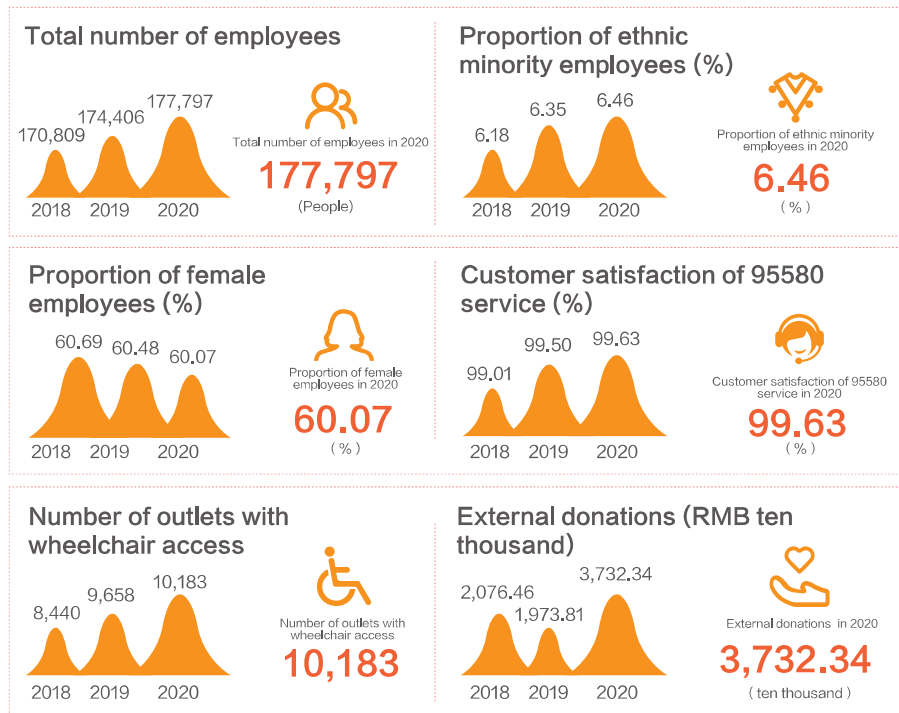 Total number of employees
170,809
174,406
177,797
2018
2019
2020
Total number of employees in 2020
177,797
(People)
Proportion of ethnic
minority employees (%)
6.18
6.35
6.46
2018
2019
2020
Proportion of ethnic minority
employees in 2020
6.46
(%)
Proportion of female
employees (%)
60.69
60.48
60.07
2018
2019
2020
Proportion of female
employees in 2020
60.07
(%)
Customer satisfaction of 95580
service (%)
99.01
99.50
99.63
2018
2019
2020
Customer satisfaction of 95580
service in 2020
99.63
(%)
Number of outlets with
wheelchair access
8,440
9,658
10,183
2018
2019
2020
Number of outlets with
wheelchair access
10,183
External donations (RMB ten
thousand)
2,076.46
1,973.81
3,732.34
2018
2019
2020
External donations in 2020
3,732.34
(ten thousand)